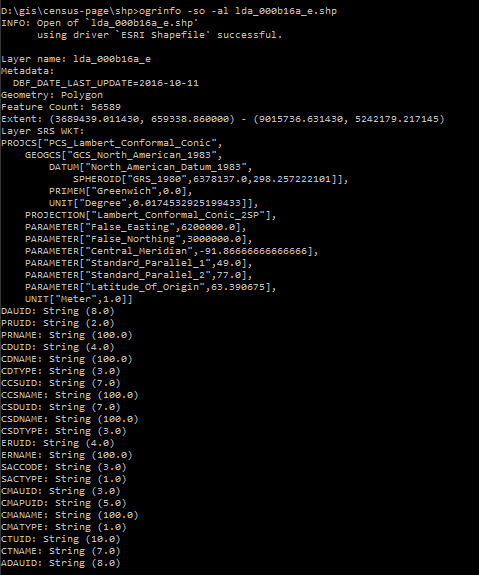 D:\gis\census-page\shp>ogrinfo -so -al lda_000b16a_e.shp
INFO: Open of `lda_000b16a_e.shp'
using driver `ESRI Shapefile' successful.
Layer name: lda_000b16a_e
Metadata:
DBF_DATE_LAST_UPDATE=2016-10-11
Geometry: Polygon
Feature Count: 56589
Extent: (3689439.011430, 659338.860000) - (9015736.631430, 5242179.217145)
Layer SRS WKT:
PROJCS["PCS_Lambert_Conformal_Conic",
GEOGCS["GCS_North_American_1983",
DATUM["North_American_Datum_1983",
SPHEROID["GRS_1980",6378137.0,298.257222101]],
PRIMEM["Greenwich",0.0],
UNIT["Degree",0.0174532925199433]],
PROJECTION["Lambert_Conformal_Conic_2SP"],
PARAMETER["False_Easting",6200000.0],
PARAMETER["False_Northing",3000000.0],
PARAMETER["Central_Meridian",-91.86666666666666],
PARAMETER["Standard_Parallel_1",49.0],
PARAMETER["Standard_Parallel_2",77.0],
PARAMETER["Latitude_Of_Origin",63.390675],
UNIT["Meter",1.0]]
DAUID: String (8.0)
PRUID: String (2.0)
PRNAME: String (100.0)
CDUID: String (4.0)
CDNAME: String (100.0)
CDTYPE: String (3.0)
CCSUID: String (7.0)
CCSNAME: String (100.0)
CSDUID: String (7.0)
CSDNAME: String (100.0)
CSDTYPE: String (3.0)
ERUID: String (4.0)
ERNAME: String (100.0)
SACCODE: String (3.0)
SACTYPE: String (1.0)
CMAUID: String (3.0)
CMAPUID: String (5.0)
CMANAME: String (100.0)
CMATYPE: String (1.0)
CTUID: String (10.0)
CTNAME: String (7.0)
ADAUID: String (8.0)